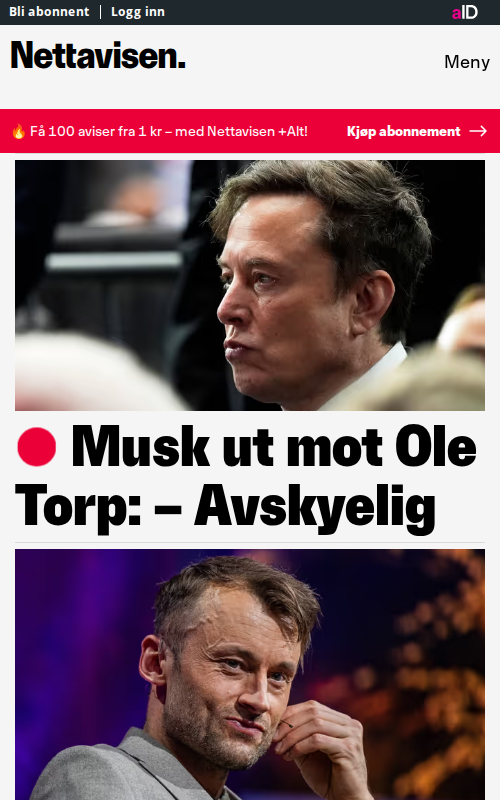 Bli abonnent | Logg inn
aID
Nettavisen.
Meny
🔥 Få 100 aviser fra 1 kr – med Nettavisen +Alt!
Kjøp abonnement →
Musk ut mot Ole
Torp: – Avskyelig